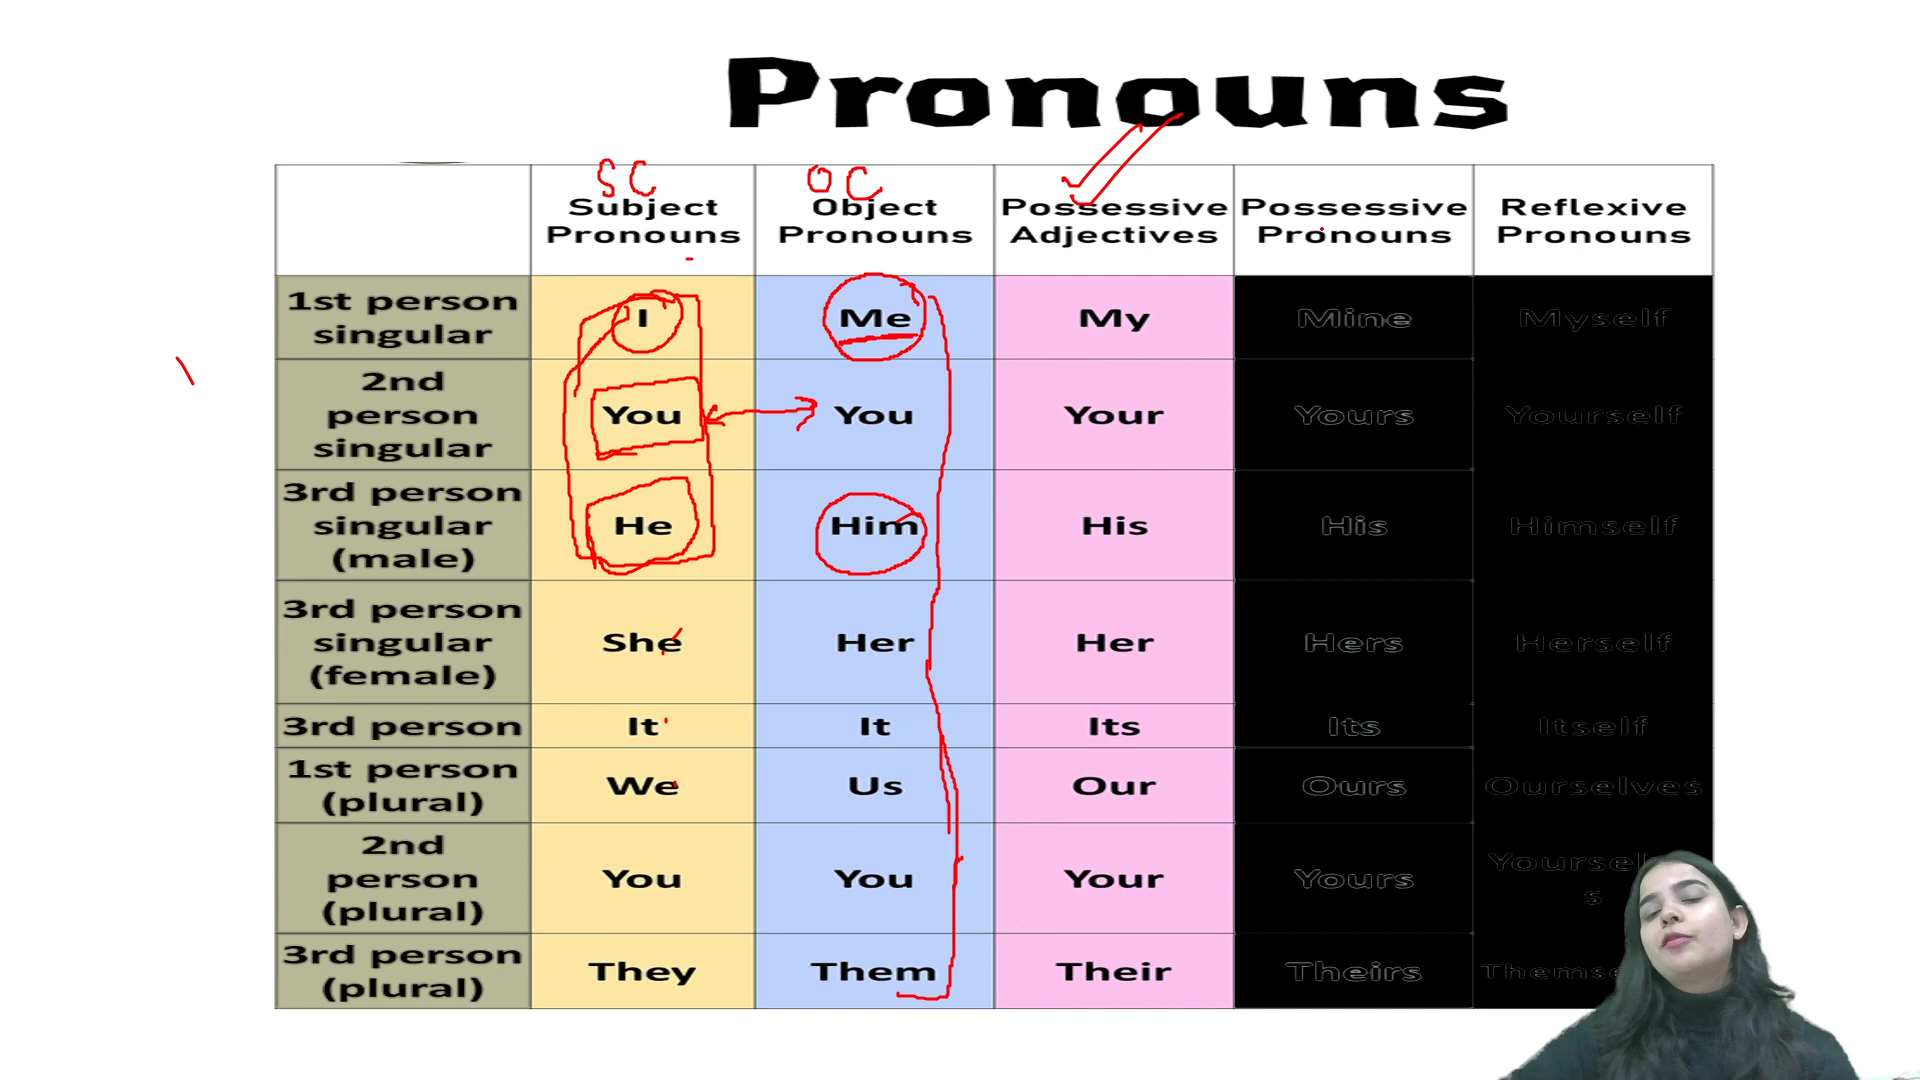 Pronouns
SC
OC
Subject Pronouns
Object Pronouns
Possessive Adjectives
Possessive Pronouns
Reflexive Pronouns
1st person singular
I
Me
My
Mine
Myself
2nd person singular
You
You
Your
Yours
Yourself
3rd person singular (male)
He
Him
His
His
Himself
3rd person singular (female)
She
Her
Her
Hers
Herself
3rd person
It
It
Its
Its
Itself
1st person (plural)
We
Us
Our
Ours
Ourselves
2nd person (plural)
You
You
Your
Yours
3rd person (plural)
They
Them
Their
Theirs